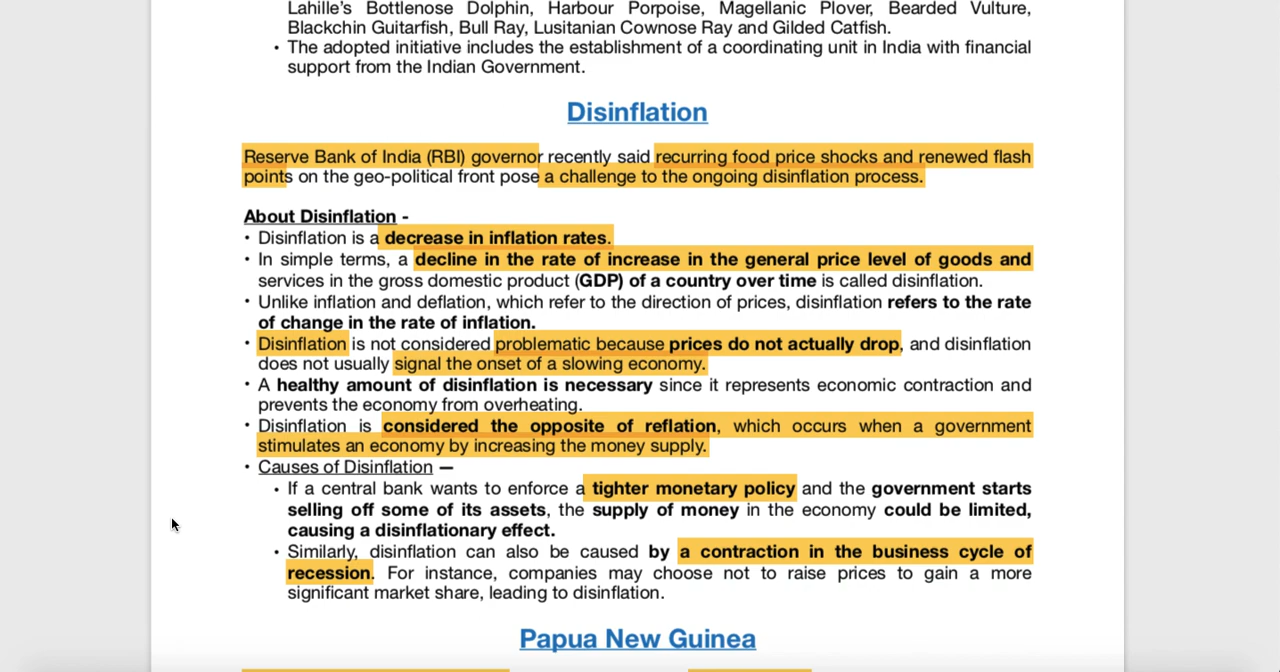 Lahille's Bottlenose Dolphin, Harbour Porpoise, Magellanic Plover, Bearded Vulture,
Blackchin Guitarfish, Bull Ray, Lusitanian Cownose Ray and Gilded Catfish.
• The adopted initiative includes the establishment of a coordinating unit in India with financial
support from the Indian Government.
Disinflation
Reserve Bank of India (RBI) governor recently said recurring food price shocks and renewed flash
points on the geo-political front pose a challenge to the ongoing disinflation process.
About Disinflation -
• Disinflation is a decrease in inflation rates.
• In simple terms, a decline in the rate of increase in the general price level of goods and
services in the gross domestic product (GDP) of a country over time is called disinflation.
• Unlike inflation and deflation, which refer to the direction of prices, disinflation refers to the rate
of change in the rate of inflation.
• Disinflation is not considered problematic because prices do not actually drop, and disinflation
does not usually signal the onset of a slowing economy.
• A healthy amount of disinflation is necessary since it represents economic contraction and
prevents the economy from overheating.
• Disinflation is considered the opposite of reflation, which occurs when a government
stimulates an economy by increasing the money supply.
• Causes of Disinflation —
• If a central bank wants to enforce a tighter monetary policy and the government starts
selling off some of its assets, the supply of money in the economy could be limited,
causing a disinflationary effect.
• Similarly, disinflation can also be caused by a contraction in the business cycle of
recession. For instance, companies may choose not to raise prices to gain a more
significant market share, leading to disinflation.
Papua New Guinea